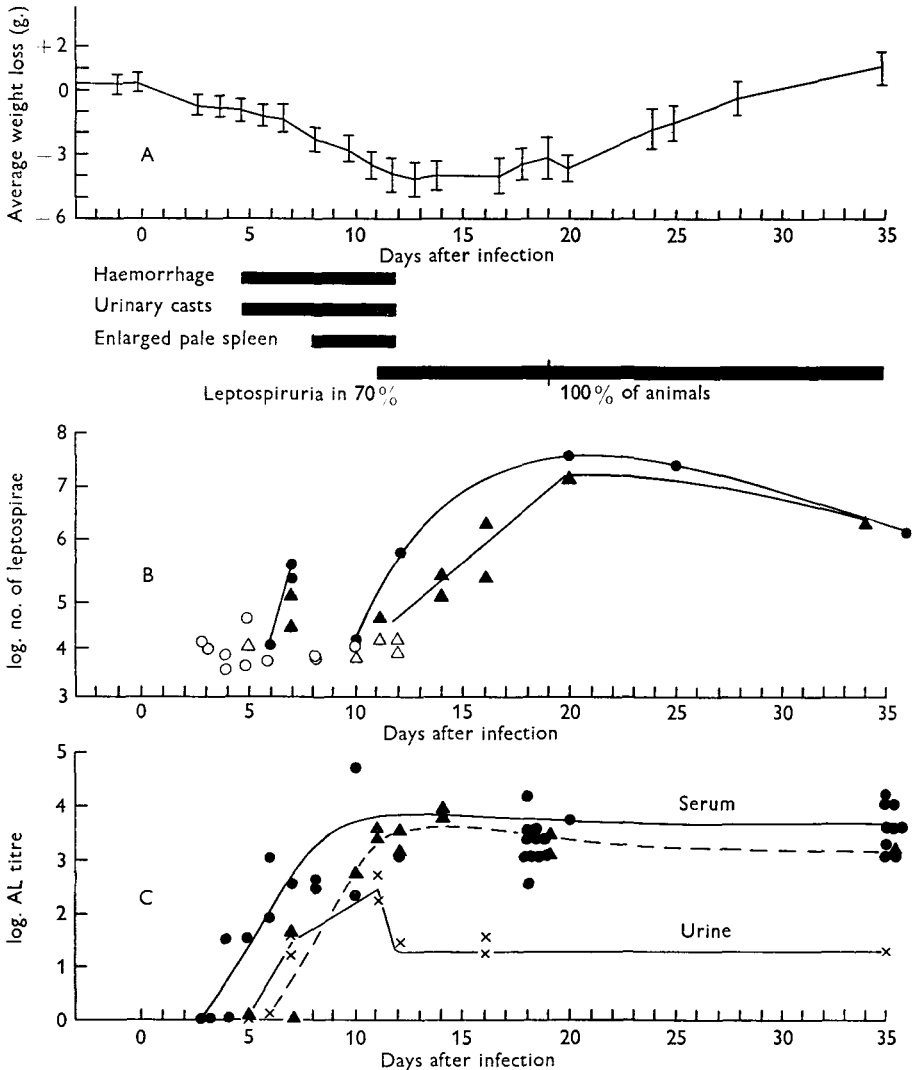 Average weight loss (g.)
+2
0
−3
−6
A
0 5 10 15 20 25 30 35
Days after infection
Haemorrhage
Urinary casts
Enlarged pale spleen
Leptospiruria in 70% 100% of animals
log. no. of leptospirae
8
7
6
5
4
3
B
0 5 10 15 20 25 30 35
Days after infection
log. AL titre
5
4
3
2
1
0
C
Serum
Urine
0 5 10 15 20 25 30 35
Days after infection